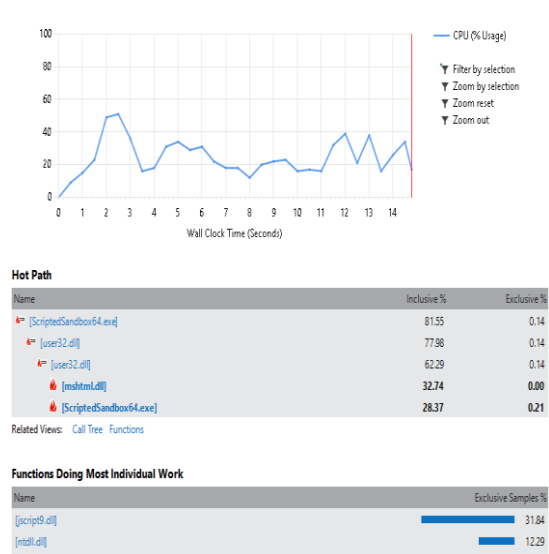 100
80
60
40
20
0
0 1 2 3 4 5 6 7 8 9 10 11 12 13 14
Wall Clock Time (Seconds)
CPU (% Usage)
Filter by selection
Zoom by selection
Zoom reset
Zoom out
Hot Path
Name Inclusive % Exclusive %
[ScriptedSandbox64.exe] 81.55 0.14
[user32.dll] 77.98 0.14
[user32.dll] 62.29 0.14
[mshtml.dll] 32.74 0.00
[ScriptedSandbox64.exe] 28.37 0.21
Related Views: Call Tree Functions
Functions Doing Most Individual Work
Name Exclusive Samples %
[jscript9.dll] 31.84
[ntdll.dll] 12.29